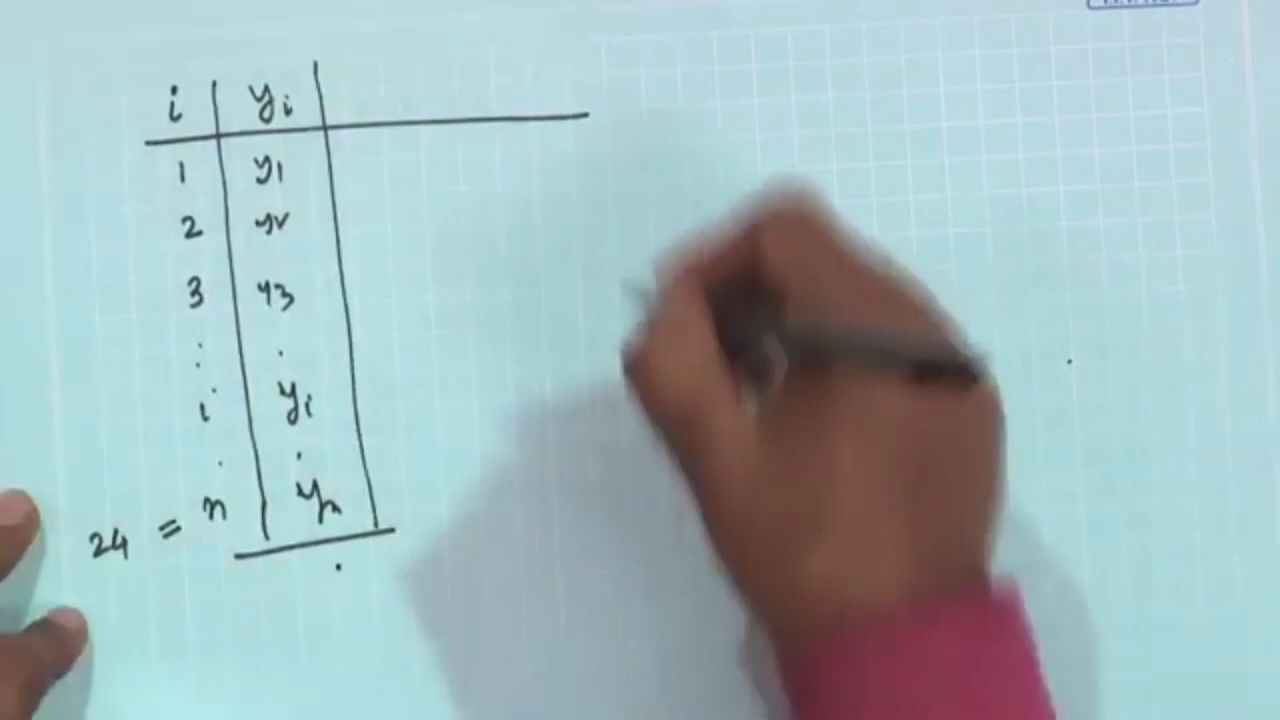 i yi
1 y1
2 y2
3 y3
: .
i yi
. .
24 = n yn